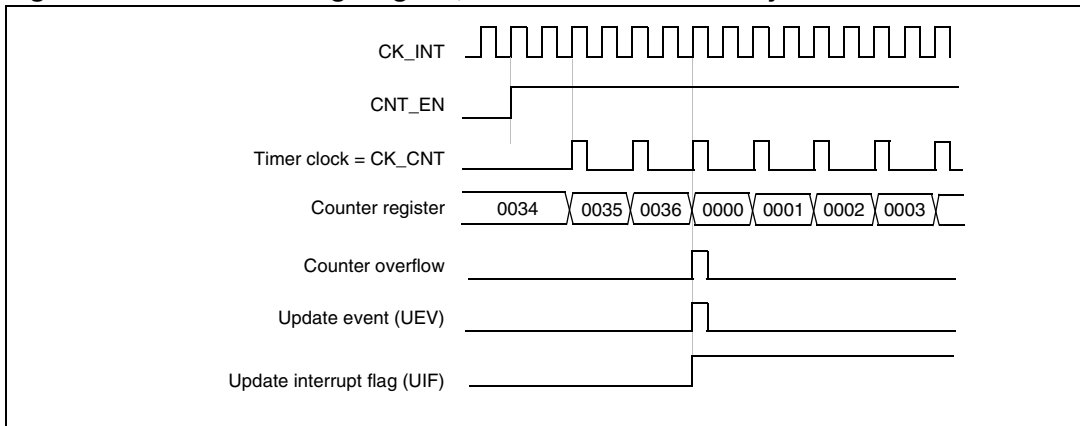 CK_INT
CNT_EN
Timer clock = CK_CNT
Counter register 0034 0035 0036 0000 0001 0002 0003
Counter overflow
Update event (UEV)
Update interrupt flag (UIF)